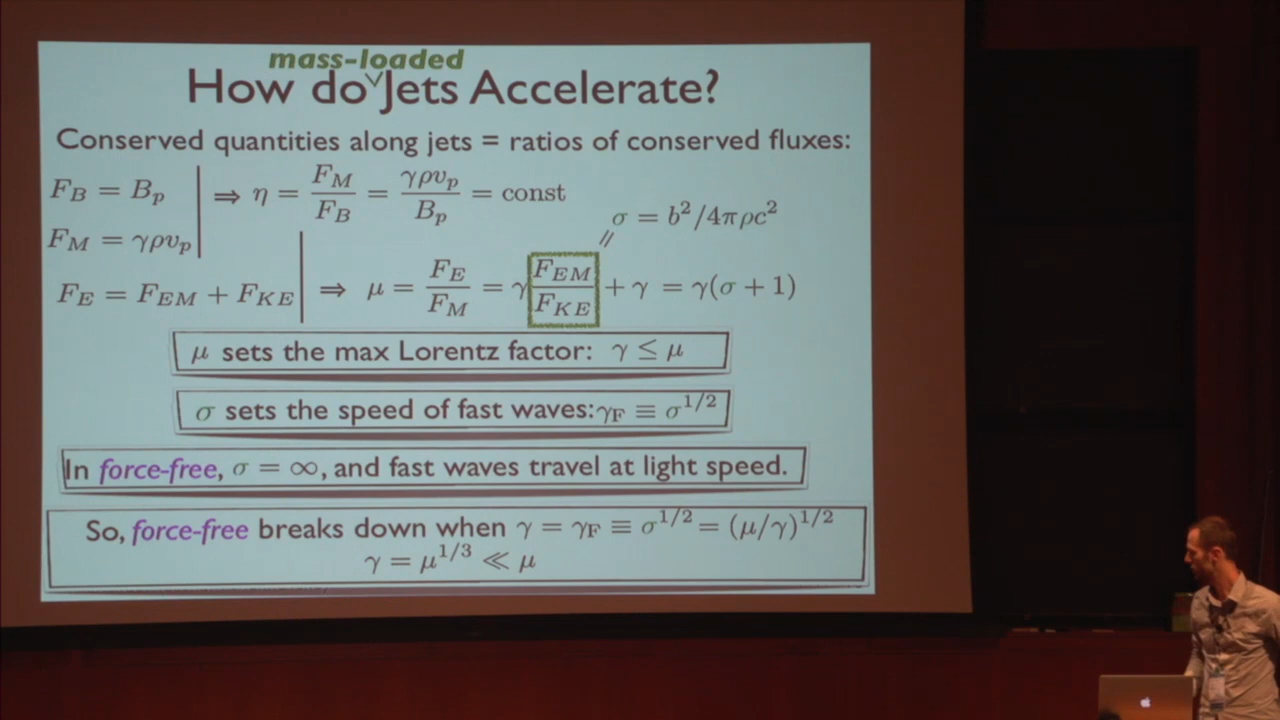 mass-loaded
How do ∨ Jets Accelerate?
Conserved quantities along jets = ratios of conserved fluxes:
F_B = B_p
⇒ η = F_M / F_B = γρυ_p / B_p = const
F_M = γρυ_p
σ = b²/4πρc²
//
F_E = F_EM + F_KE
⇒ μ = F_E / F_M = γ F_EM / F_KE + γ = γ(σ + 1)
μ sets the max Lorentz factor: γ ≤ μ
σ sets the speed of fast waves: γ_F ≡ σ^1/2
In force-free, σ = ∞, and fast waves travel at light speed.
So, force-free breaks down when γ = γ_F ≡ σ^1/2 = (μ/γ)^1/2
γ = μ^1/3 ≪ μ